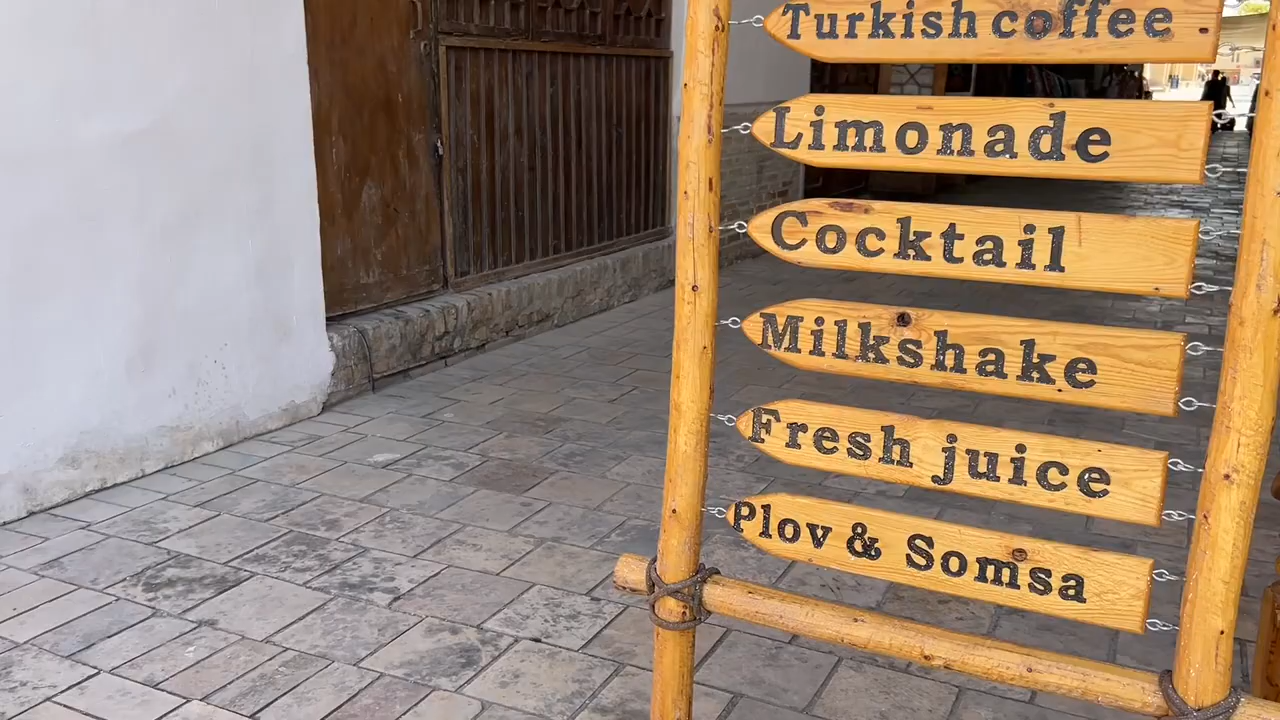 Turkish coffee
Limonade
Cocktail
Milkshake
Fresh juice
Plov & Somsa